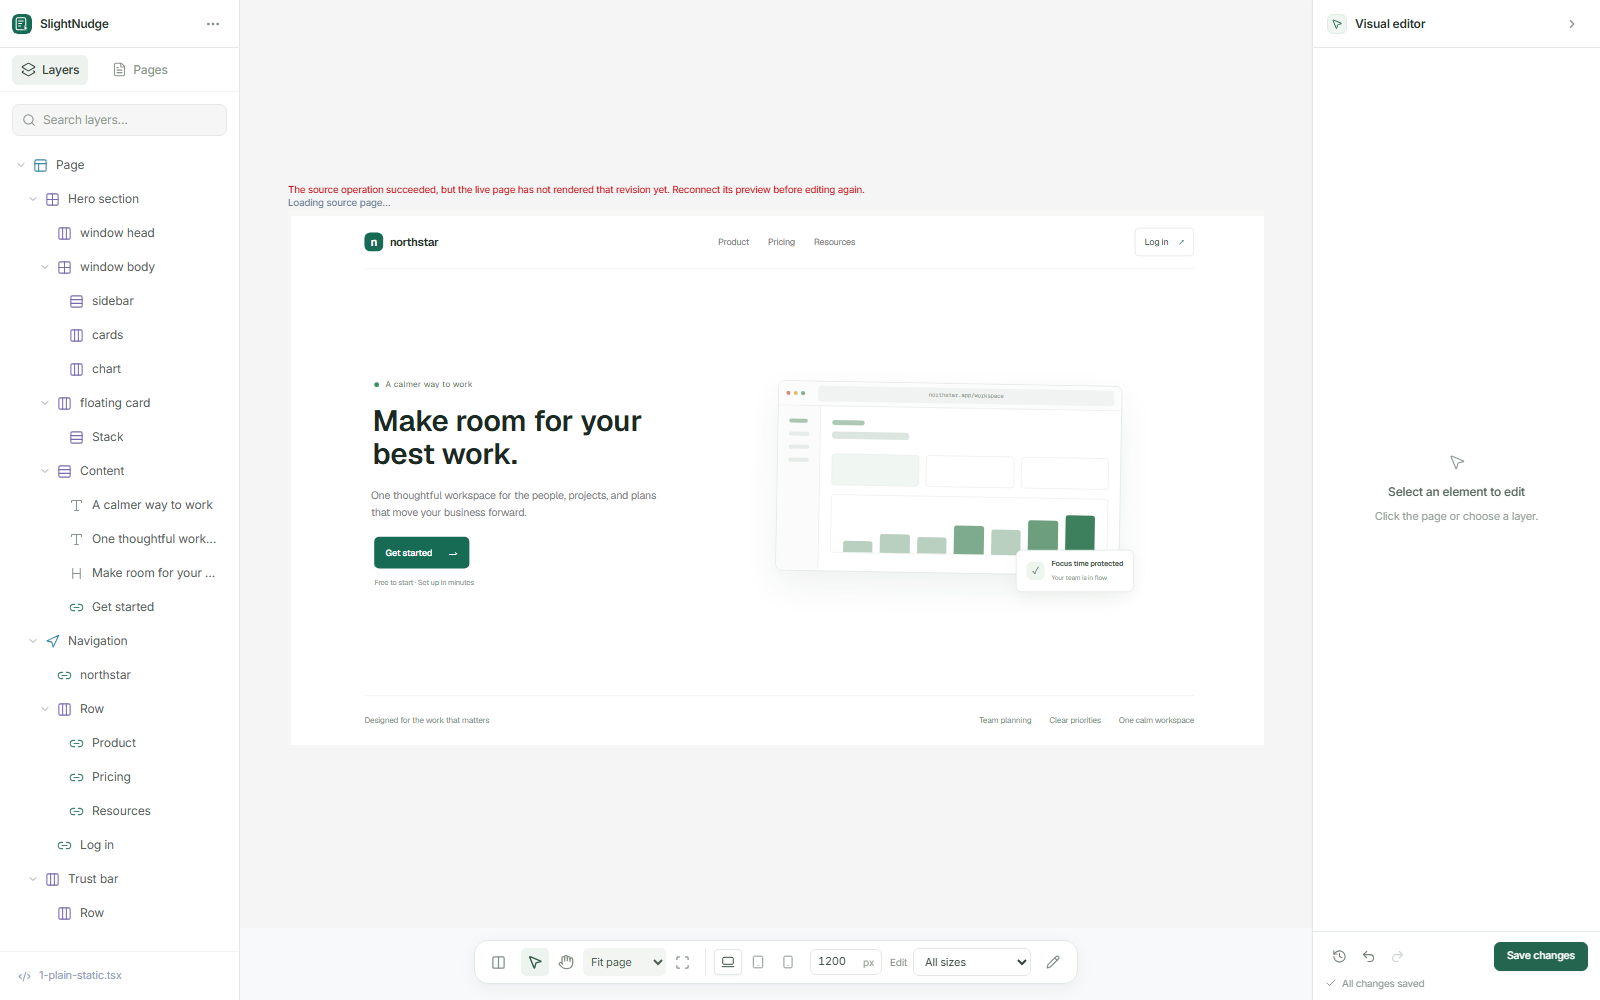 SlightNudge
Layers
Pages
Search layers...
Page
Hero section
window head
window body
sidebar
cards
chart
floating card
Stack
Content
A calmer way to work
One thoughtful work...
Make room for your ...
Get started
Navigation
northstar
Row
Product
Pricing
Resources
Log in
Trust bar
Row
1-plain-static.tsx
The source operation succeeded, but the live page has not rendered that revision yet. Reconnect its preview before editing again.
Loading source page...
n northstar
Product
Pricing
Resources
Log in
A calmer way to work
Make room for your
best work.
One thoughtful workspace for the people, projects, and plans
that move your business forward.
Get started
Free to start · Set up in minutes
northstar.app/workspace
Focus time protected
Your team is in flow
Designed for the work that matters
Team planning
Clear priorities
One calm workspace
Fit page
1200 px
Edit
All sizes
Visual editor
Select an element to edit
Click the page or choose a layer.
Save changes
All changes saved